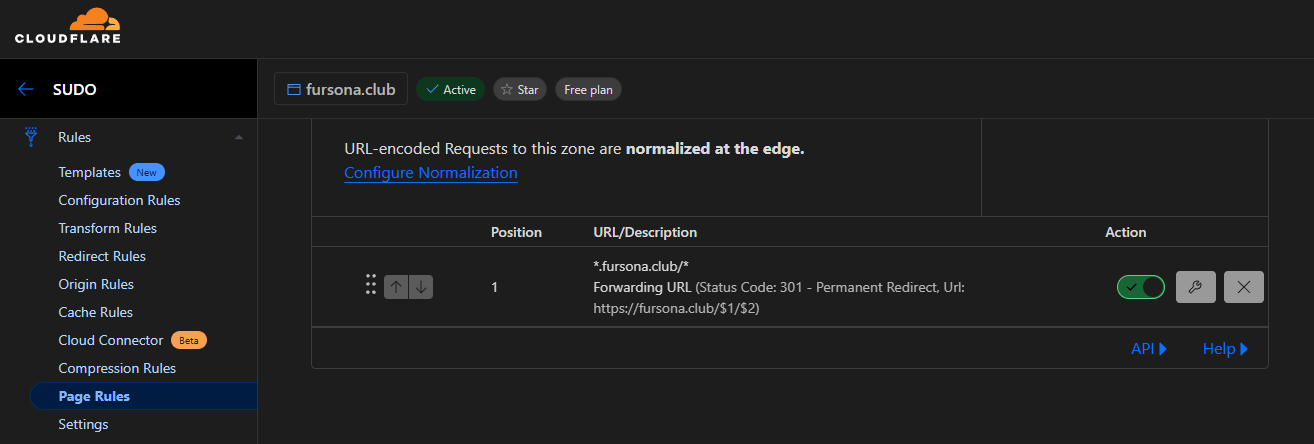 CLOUDFLARE
SUDO
fursona.club
Active
Star
Free plan
Rules
Templates New
Configuration Rules
Transform Rules
Redirect Rules
Origin Rules
Cache Rules
Cloud Connector Beta
Compression Rules
Page Rules
Settings
URL-encoded Requests to this zone are normalized at the edge.
Configure Normalization
Position URL/Description Action
1
*.fursona.club/*
Forwarding URL (Status Code: 301 - Permanent Redirect, Url:
https://fursona.club/$1/$2)
API Help